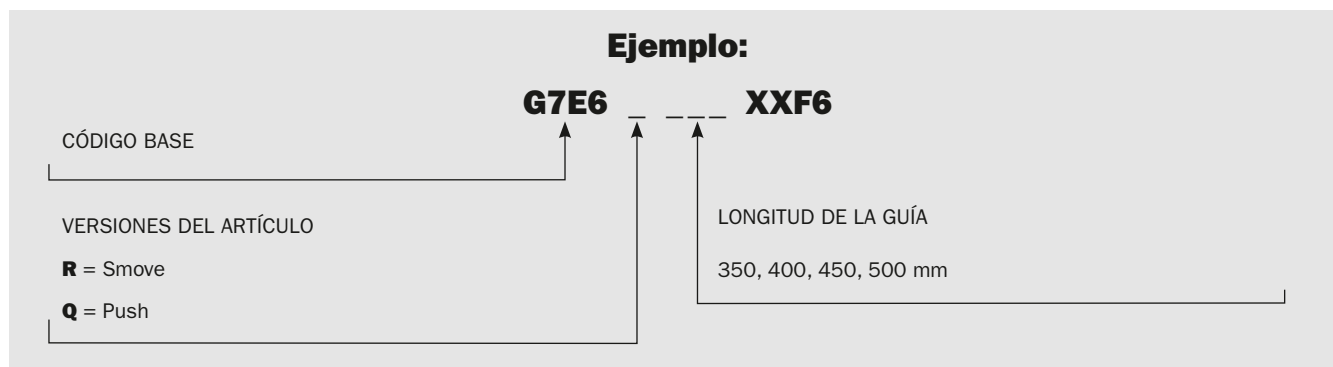 Ejemplo:
G7E6 _ _ _ _ XXF6
CÓDIGO BASE
VERSIONES DEL ARTÍCULO
R = Smove
Q = Push
LONGITUD DE LA GUÍA
350, 400, 450, 500 mm